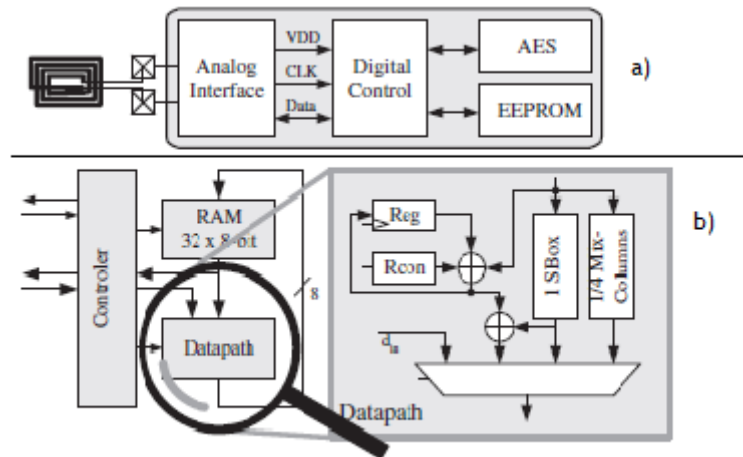 VDD
CLK
Data
Analog
Interface
Digital
Control
AES
EEPROM
a)
Controler
RAM
32 x 8-bit
8
Datapath
Reg
Rcon
1 SBox
1/4 Mix-
Columns
b)
d_in
Datapath